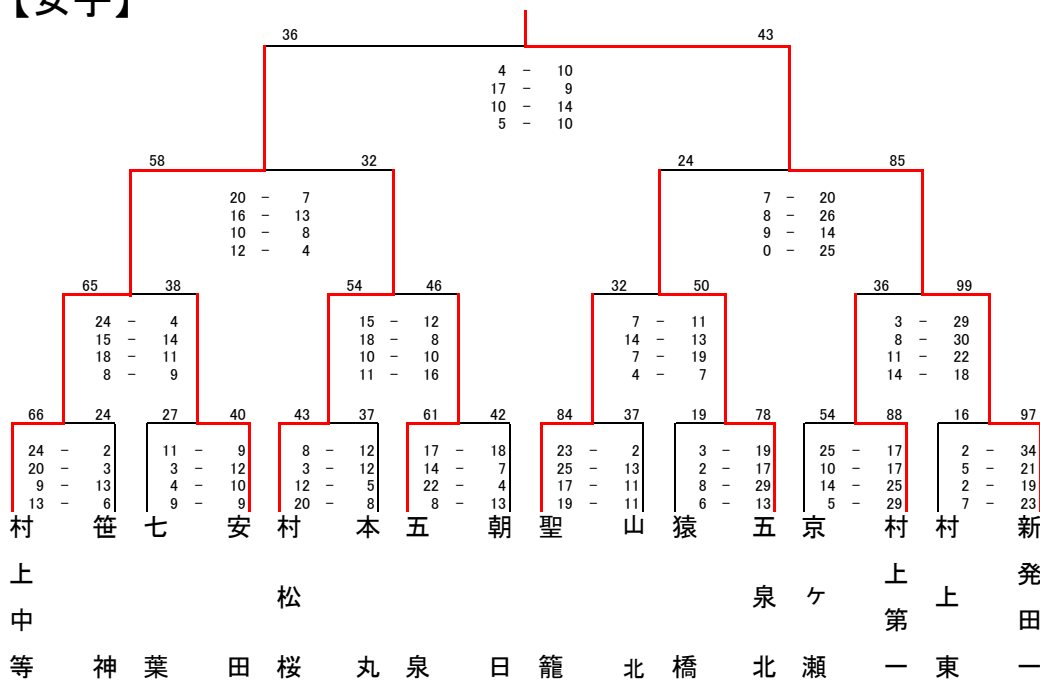 【女子】
36 43
4 － 10
17 － 9
10 － 14
5 － 10
58 32 24 85
20 － 7 7 － 20
16 － 13 8 － 26
10 － 8 9 － 14
12 － 4 0 － 25
65 38 54 46 32 50 36 99
24 － 4 15 － 12 7 － 11 3 － 29
15 － 14 18 － 8 14 － 13 8 － 30
18 － 11 10 － 10 7 － 19 11 － 22
8 － 9 11 － 16 4 － 7 14 － 18
66 24 27 40 43 37 61 42 84 37 19 78 54 88 16 97
24 － 2 11 － 9 8 － 12 17 － 18 23 － 2 3 － 19 25 － 17 2 － 34
20 － 3 3 － 12 3 － 12 14 － 7 25 － 13 2 － 17 10 － 17 5 － 21
9 － 13 4 － 10 12 － 5 22 － 4 17 － 11 8 － 29 14 － 25 2 － 19
13 － 6 9 － 9 20 － 8 8 － 13 19 － 11 6 － 13 5 － 29 7 － 23
村上中等
笹神
七葉
安田
村松桜
本丸
五泉
朝日
聖籠
山北
猿橋
五泉北
京ヶ瀬
村上第一
村上東
新発田一